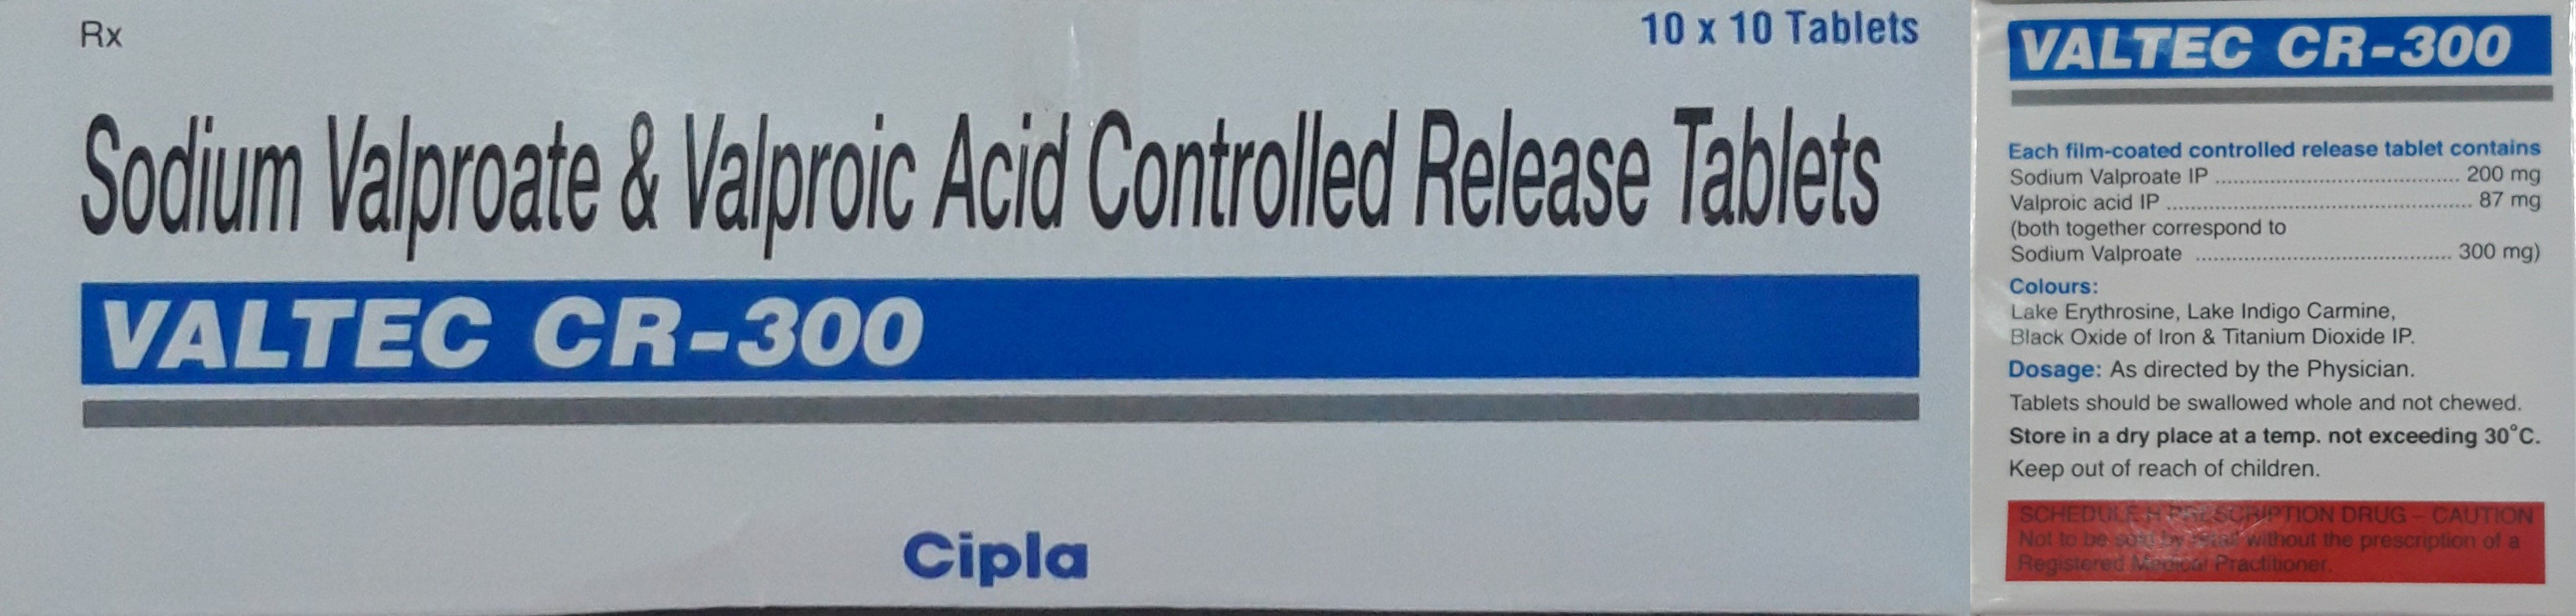 Rx
10 x 10 Tablets
Sodium Valproate & Valproic Acid Controlled Release Tablets
VALTEC CR-300
Cipla
VALTEC CR-300
Each film-coated controlled release tablet contains
Sodium Valproate IP ........................................ 200 mg
Valproic acid IP .................................................. 87 mg
(both together correspond to
Sodium Valproate .......................................... 300 mg)
Colours:
Lake Erythrosine, Lake Indigo Carmine,
Black Oxide of Iron & Titanium Dioxide IP.
Dosage: As directed by the Physician.
Tablets should be swallowed whole and not chewed.
Store in a dry place at a temp. not exceeding 30°C.
Keep out of reach of children.
SCHEDULE H PRESCRIPTION DRUG – CAUTION
Not to be sold by retail without the prescription of a
Registered Medical Practitioner.